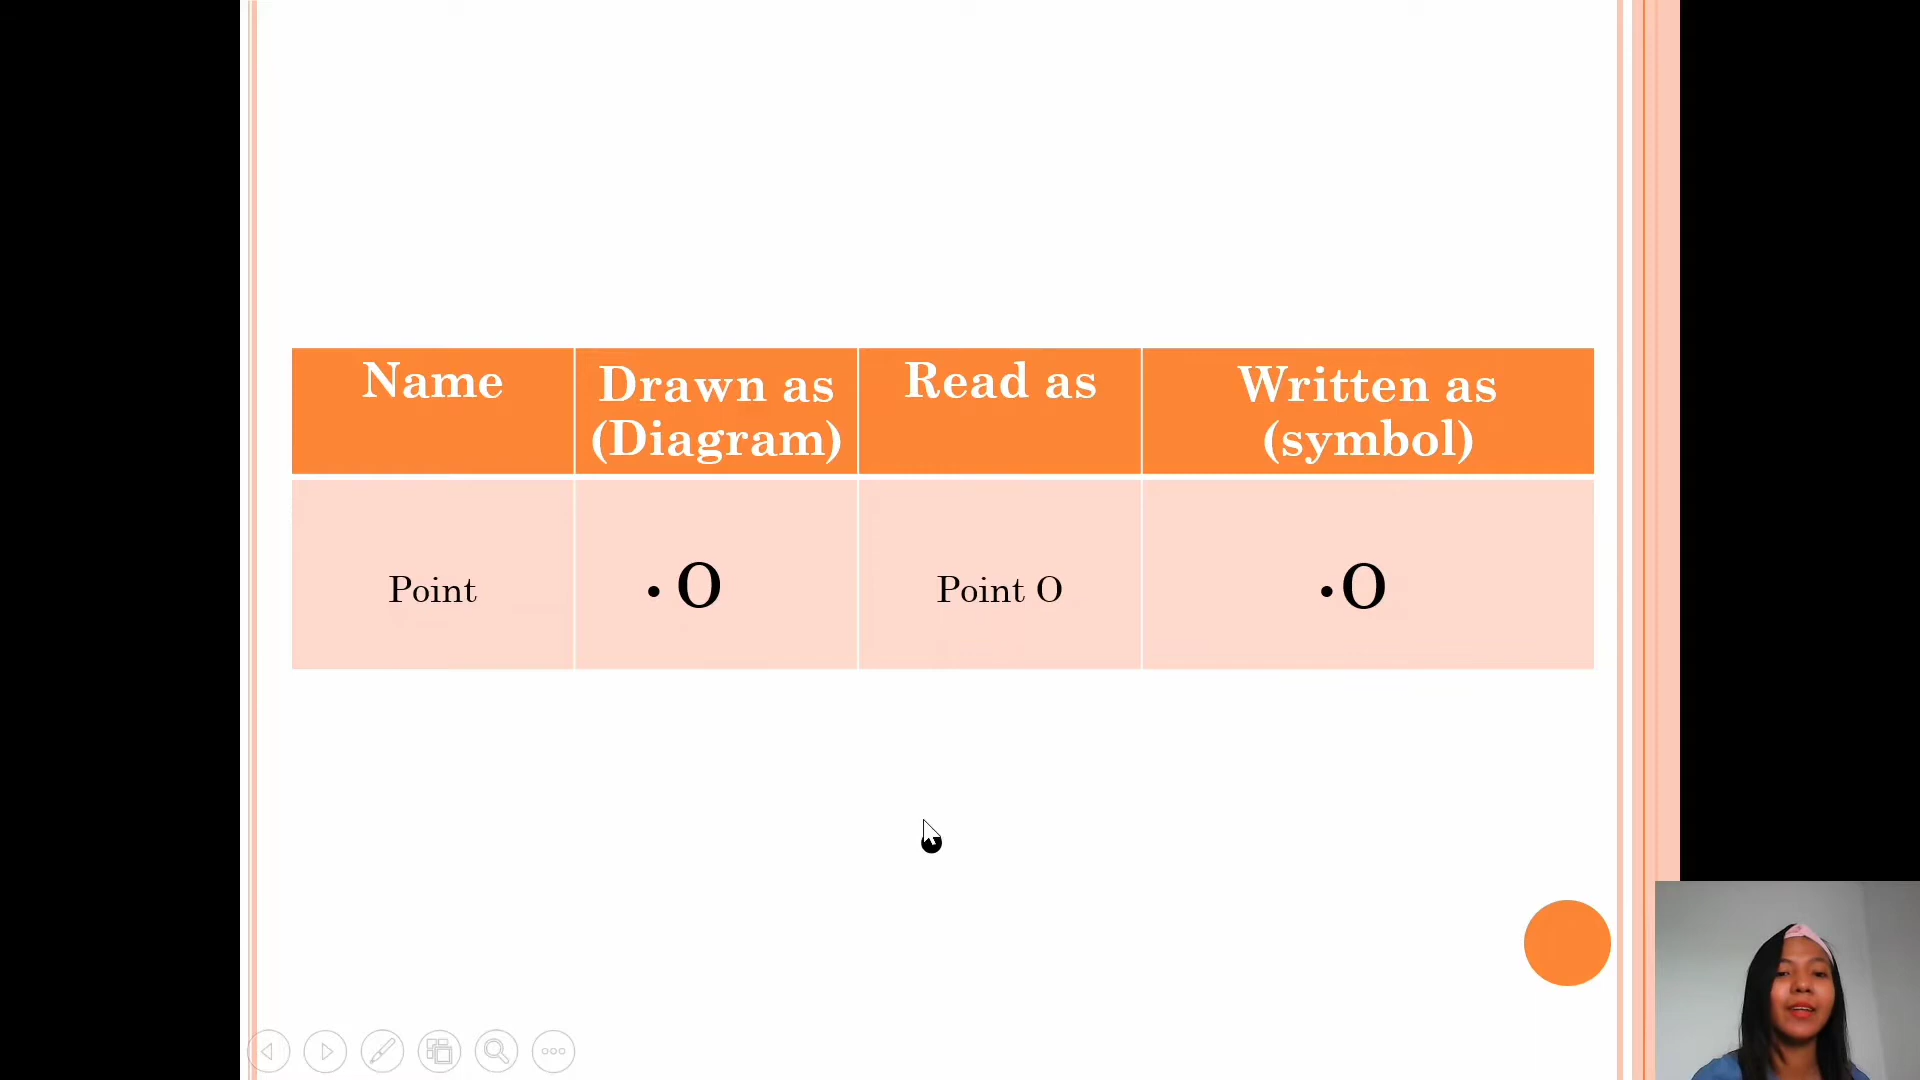 Name
Drawn as
(Diagram)
Read as
Written as
(symbol)
Point
• O
Point O
•O